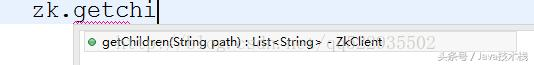 zk.getchi
getChildren(String path) : List<String> - ZkClient
头条号 / Java技术栈